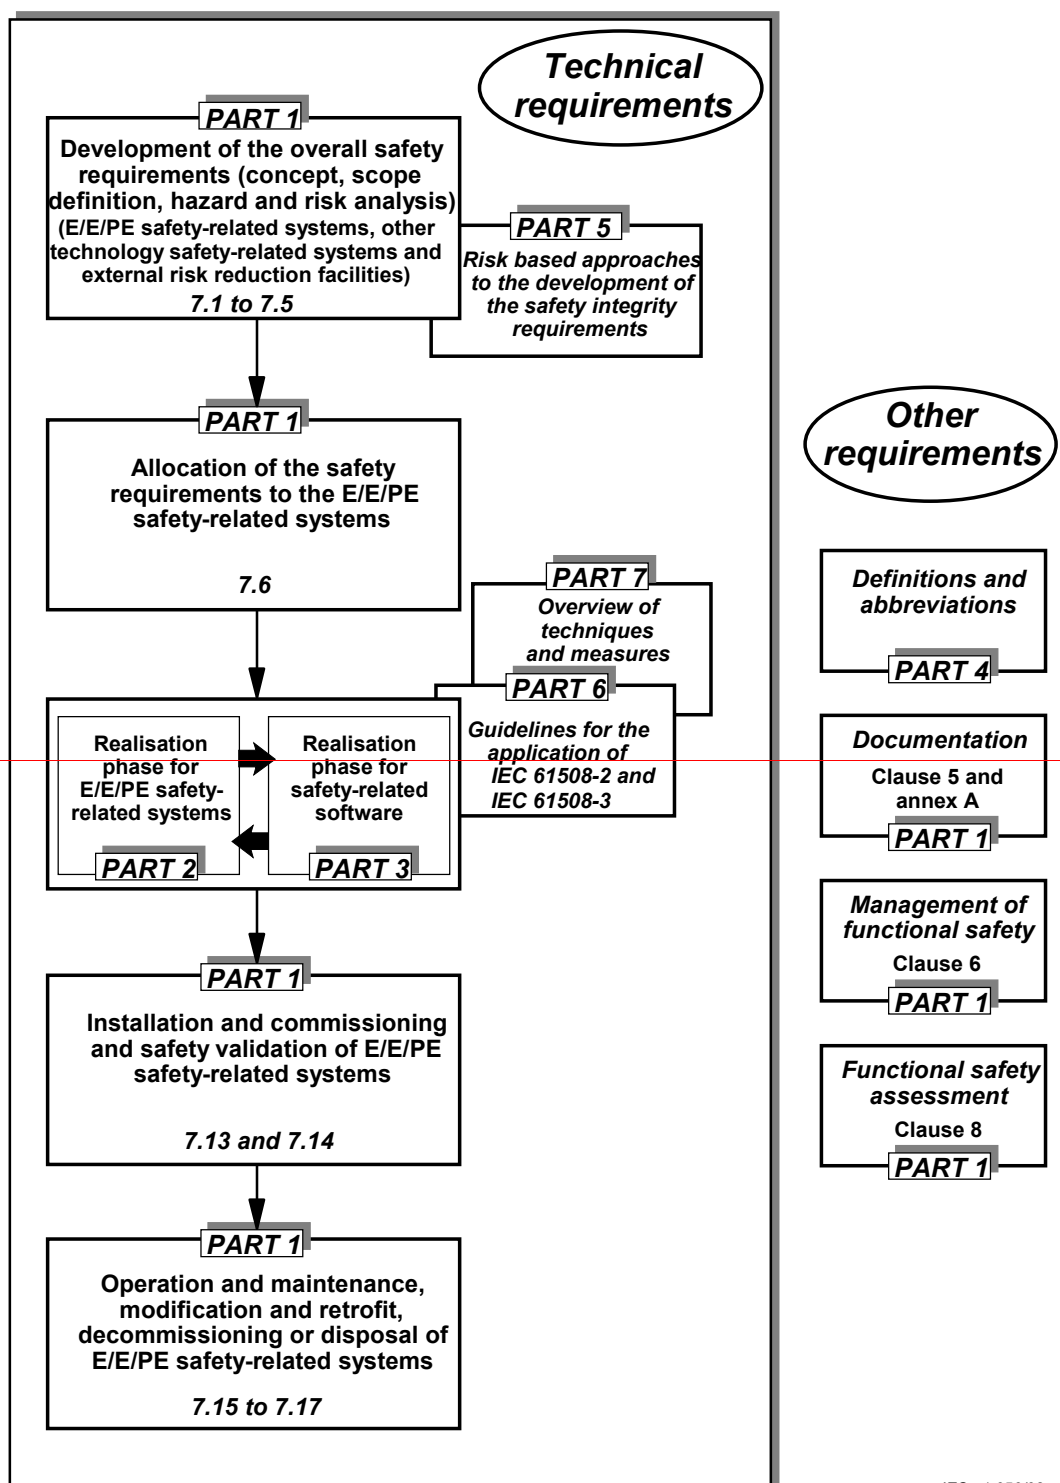 Technical
requirements
PART 1
Development of the overall safety
requirements (concept, scope
definition, hazard and risk analysis)
(E/E/PE safety-related systems, other
technology safety-related systems and
external risk reduction facilities)
7.1 to 7.5
PART 5
Risk based approaches
to the development of
the safety integrity
requirements
PART 1
Allocation of the safety
requirements to the E/E/PE
safety-related systems
7.6
PART 7
Overview of
techniques
and measures
PART 6
Guidelines for the
application of
IEC 61508-2 and
IEC 61508-3
Realisation
phase for
E/E/PE safety-
related systems
PART 2
Realisation
phase for
safety-related
software
PART 3
PART 1
Installation and commissioning
and safety validation of E/E/PE
safety-related systems
7.13 and 7.14
PART 1
Operation and maintenance,
modification and retrofit,
decommissioning or disposal of
E/E/PE safety-related systems
7.15 to 7.17
Other
requirements
Definitions and
abbreviations
PART 4
Documentation
Clause 5 and
annex A
PART 1
Management of
functional safety
Clause 6
PART 1
Functional safety
assessment
Clause 8
PART 1